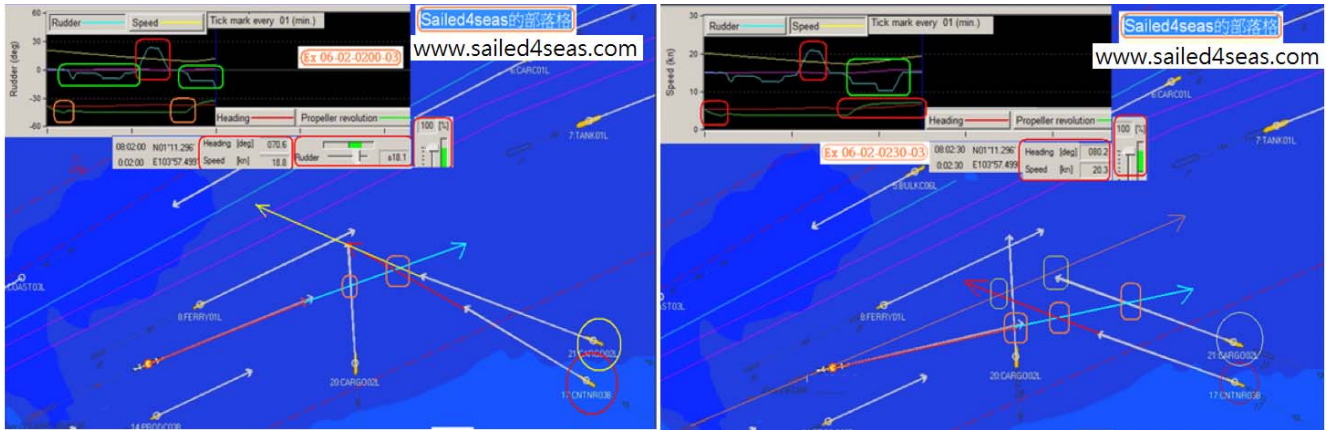 Rudder
Speed
Tick mark every 01 (min.)
Rudder (deg)
60
30
0
-30
-60
Ex 06-02-0200-03
Heading
Propeller revolution
Sailed4seas的部落格
www.sailed4seas.com
6:CARC01L
7:TANK01L
08:02:00 N01°11.296'
0:02:00 E103°57.499'
Heading [deg] 070.6
Speed [kn] 18.8
Rudder s18.1
100 [%]
COAST03L
8:FERRY01L
20:CARGO02L
21:CARGO02L
17:CNTNR03B
14:PRODC03B
Rudder
Speed
Tick mark every 01 (min.)
Speed (kn)
30
20
10
0
Heading
Propeller revolution
Sailed4seas的部落格
www.sailed4seas.com
6:CARC01L
7:TANK01L
Ex 06-02-0230-03
08:02:30 N01°11.296'
0:02:30 E103°57.499'
Heading [deg] 080.2
Speed [kn] 20.3
100 [%]
5:BULKC06L
8:FERRY01L
20:CARGO02L
21:CARGO02L
17:CNTNR03B